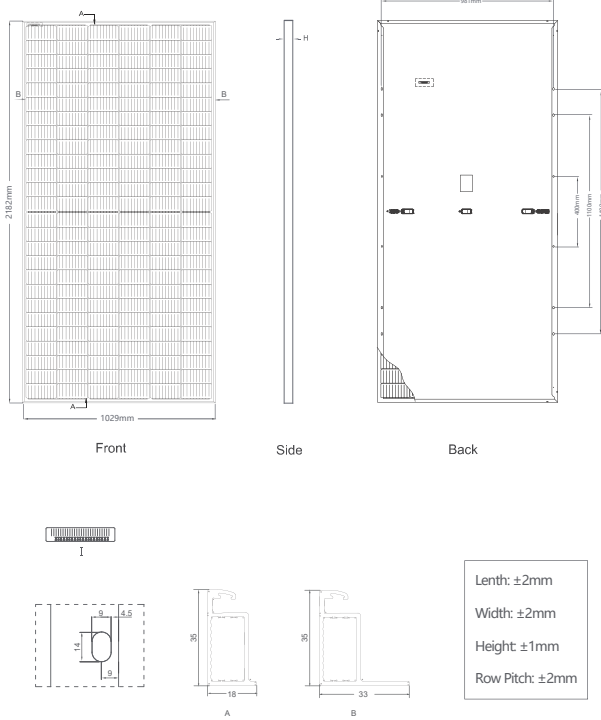 A
H
B
B
2182mm
400mm
1100mm
A
1029mm
Front
Side
Back
I
9
4.5
14
9
35
18
A
35
33
B
Lenth: ±2mm
Width: ±2mm
Height: ±1mm
Row Pitch: ±2mm